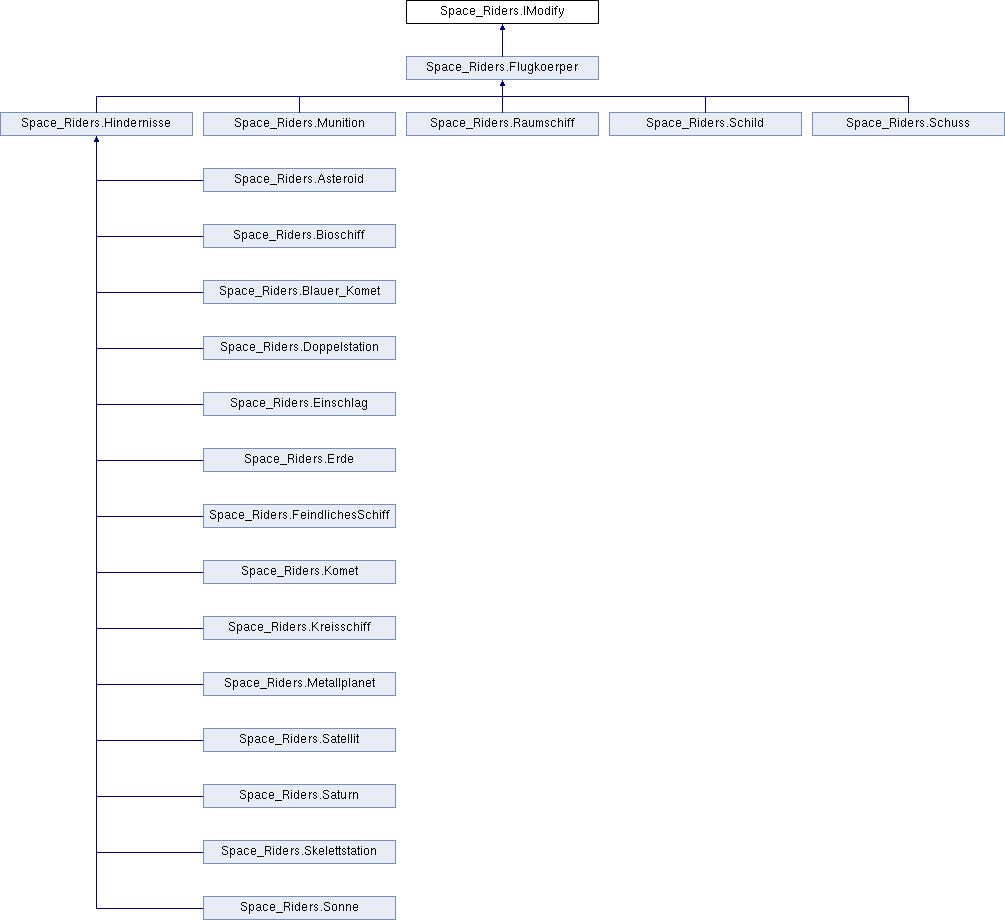 Space_Riders.IModify
Space_Riders.Flugkoerper
Space_Riders.Hindernisse
Space_Riders.Munition
Space_Riders.Raumschiff
Space_Riders.Schild
Space_Riders.Schuss
Space_Riders.Asteroid
Space_Riders.Bioschiff
Space_Riders.Blauer_Komet
Space_Riders.Doppelstation
Space_Riders.Einschlag
Space_Riders.Erde
Space_Riders.FeindlichesSchiff
Space_Riders.Komet
Space_Riders.Kreisschiff
Space_Riders.Metallplanet
Space_Riders.Satellit
Space_Riders.Saturn
Space_Riders.Skelettstation
Space_Riders.Sonne